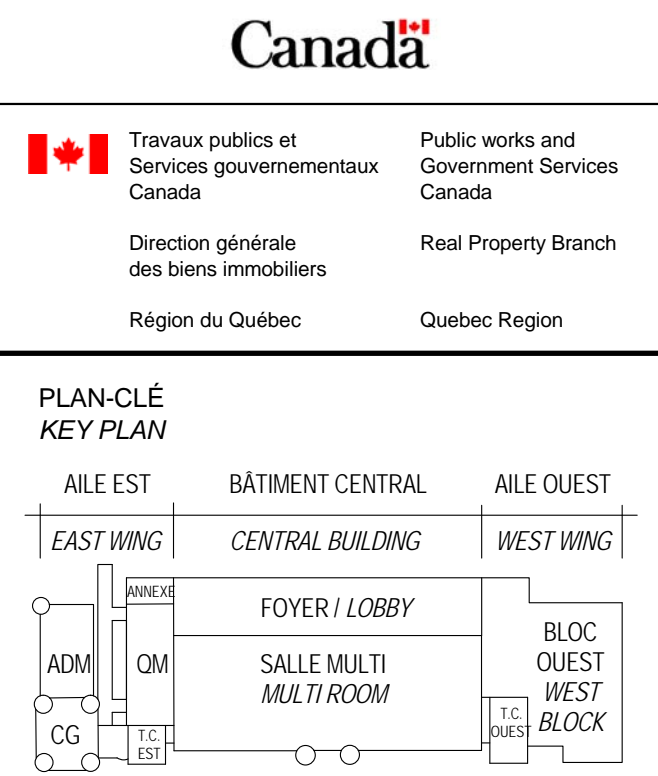 Canada
Travaux publics et
Services gouvernementaux
Canada
Public works and
Government Services
Canada
Direction générale
des biens immobiliers
Real Property Branch
Région du Québec
Quebec Region
PLAN-CLÉ
KEY PLAN
AILE EST
BÂTIMENT CENTRAL
AILE OUEST
EAST WING
CENTRAL BUILDING
WEST WING
ANNEXE
FOYER / LOBBY
ADM
QM
SALLE MULTI
MULTI ROOM
BLOC
OUEST
WEST
BLOCK
CG
T.C.
EST
T.C.
OUEST